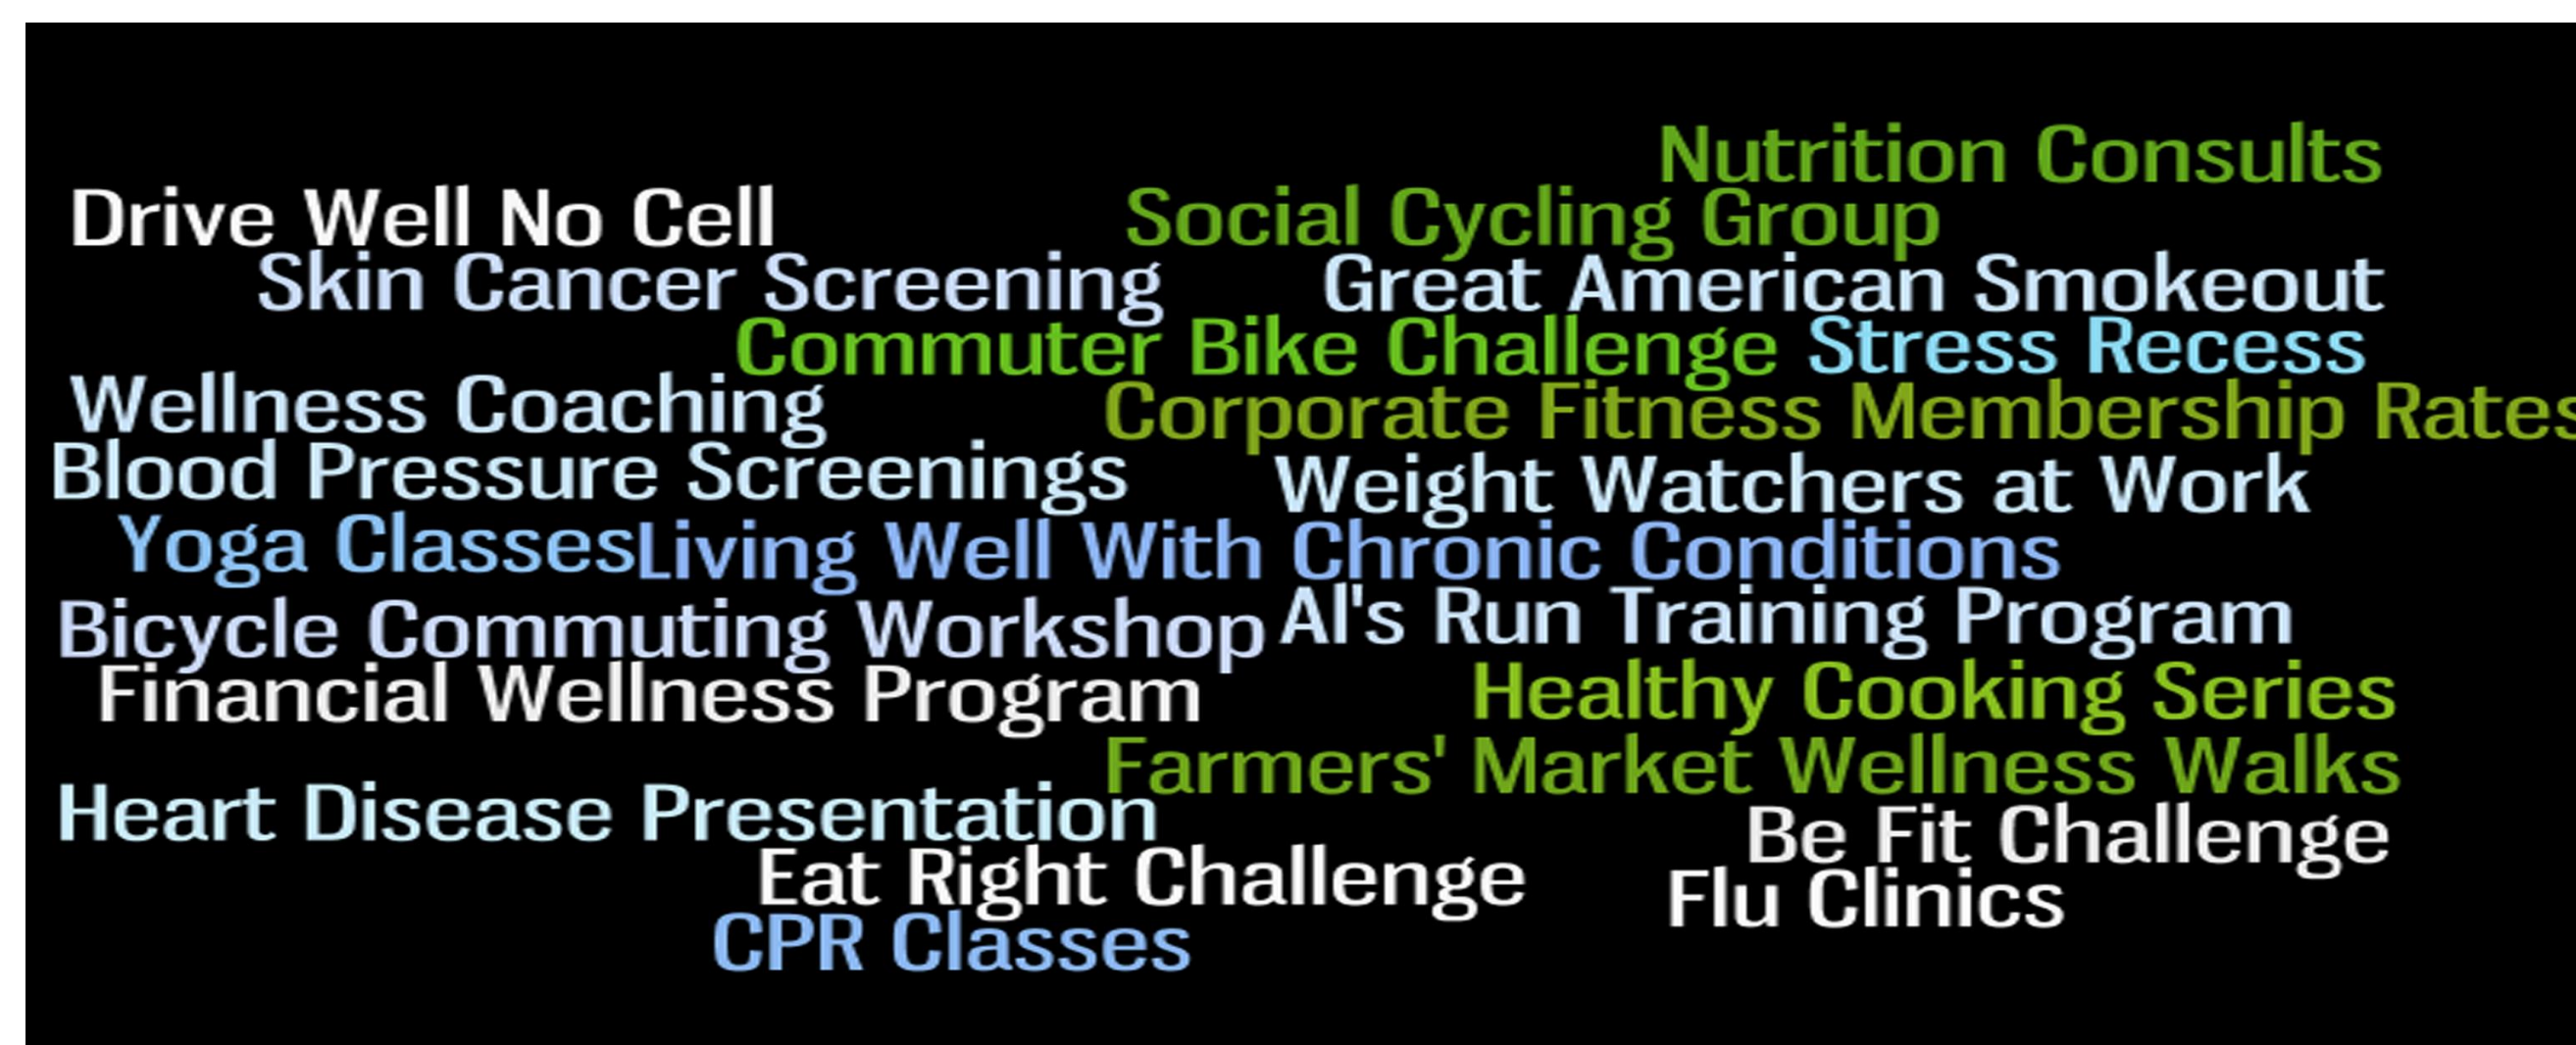 Nutrition Consults
Drive Well No Cell
Social Cycling Group
Skin Cancer Screening
Great American Smokeout
Commuter Bike Challenge
Stress Recess
Wellness Coaching
Corporate Fitness Membership Rates
Blood Pressure Screenings
Weight Watchers at Work
Yoga Classes
Living Well With Chronic Conditions
Bicycle Commuting Workshop
Al's Run Training Program
Financial Wellness Program
Healthy Cooking Series
Farmers' Market Wellness Walks
Heart Disease Presentation
Be Fit Challenge
Eat Right Challenge
Flu Clinics
CPR Classes